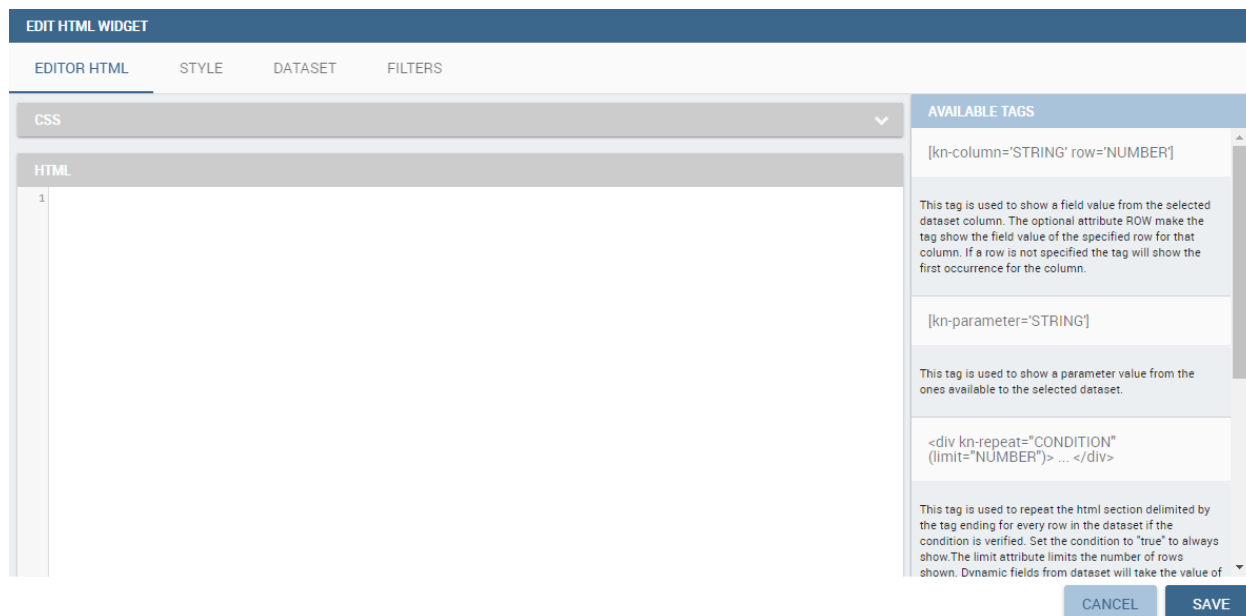 EDIT HTML WIDGET
EDITOR HTML STYLE DATASET FILTERS
CSS
HTML
1
AVAILABLE TAGS
[kn-column='STRING' row='NUMBER']
This tag is used to show a field value from the selected
dataset column. The optional attribute ROW make the
tag show the field value of the specified row for that
column. If a row is not specified the tag will show the
first occurrence for the column.
[kn-parameter='STRING']
This tag is used to show a parameter value from the
ones available to the selected dataset.
<div kn-repeat="CONDITION"
(limit="NUMBER")> ... </div>
This tag is used to repeat the html section delimited by
the tag ending for every row in the dataset if the
condition is verified. Set the condition to "true" to always
show.The limit attribute limits the number of rows
shown. Dynamic fields from dataset will take the value of
CANCEL SAVE